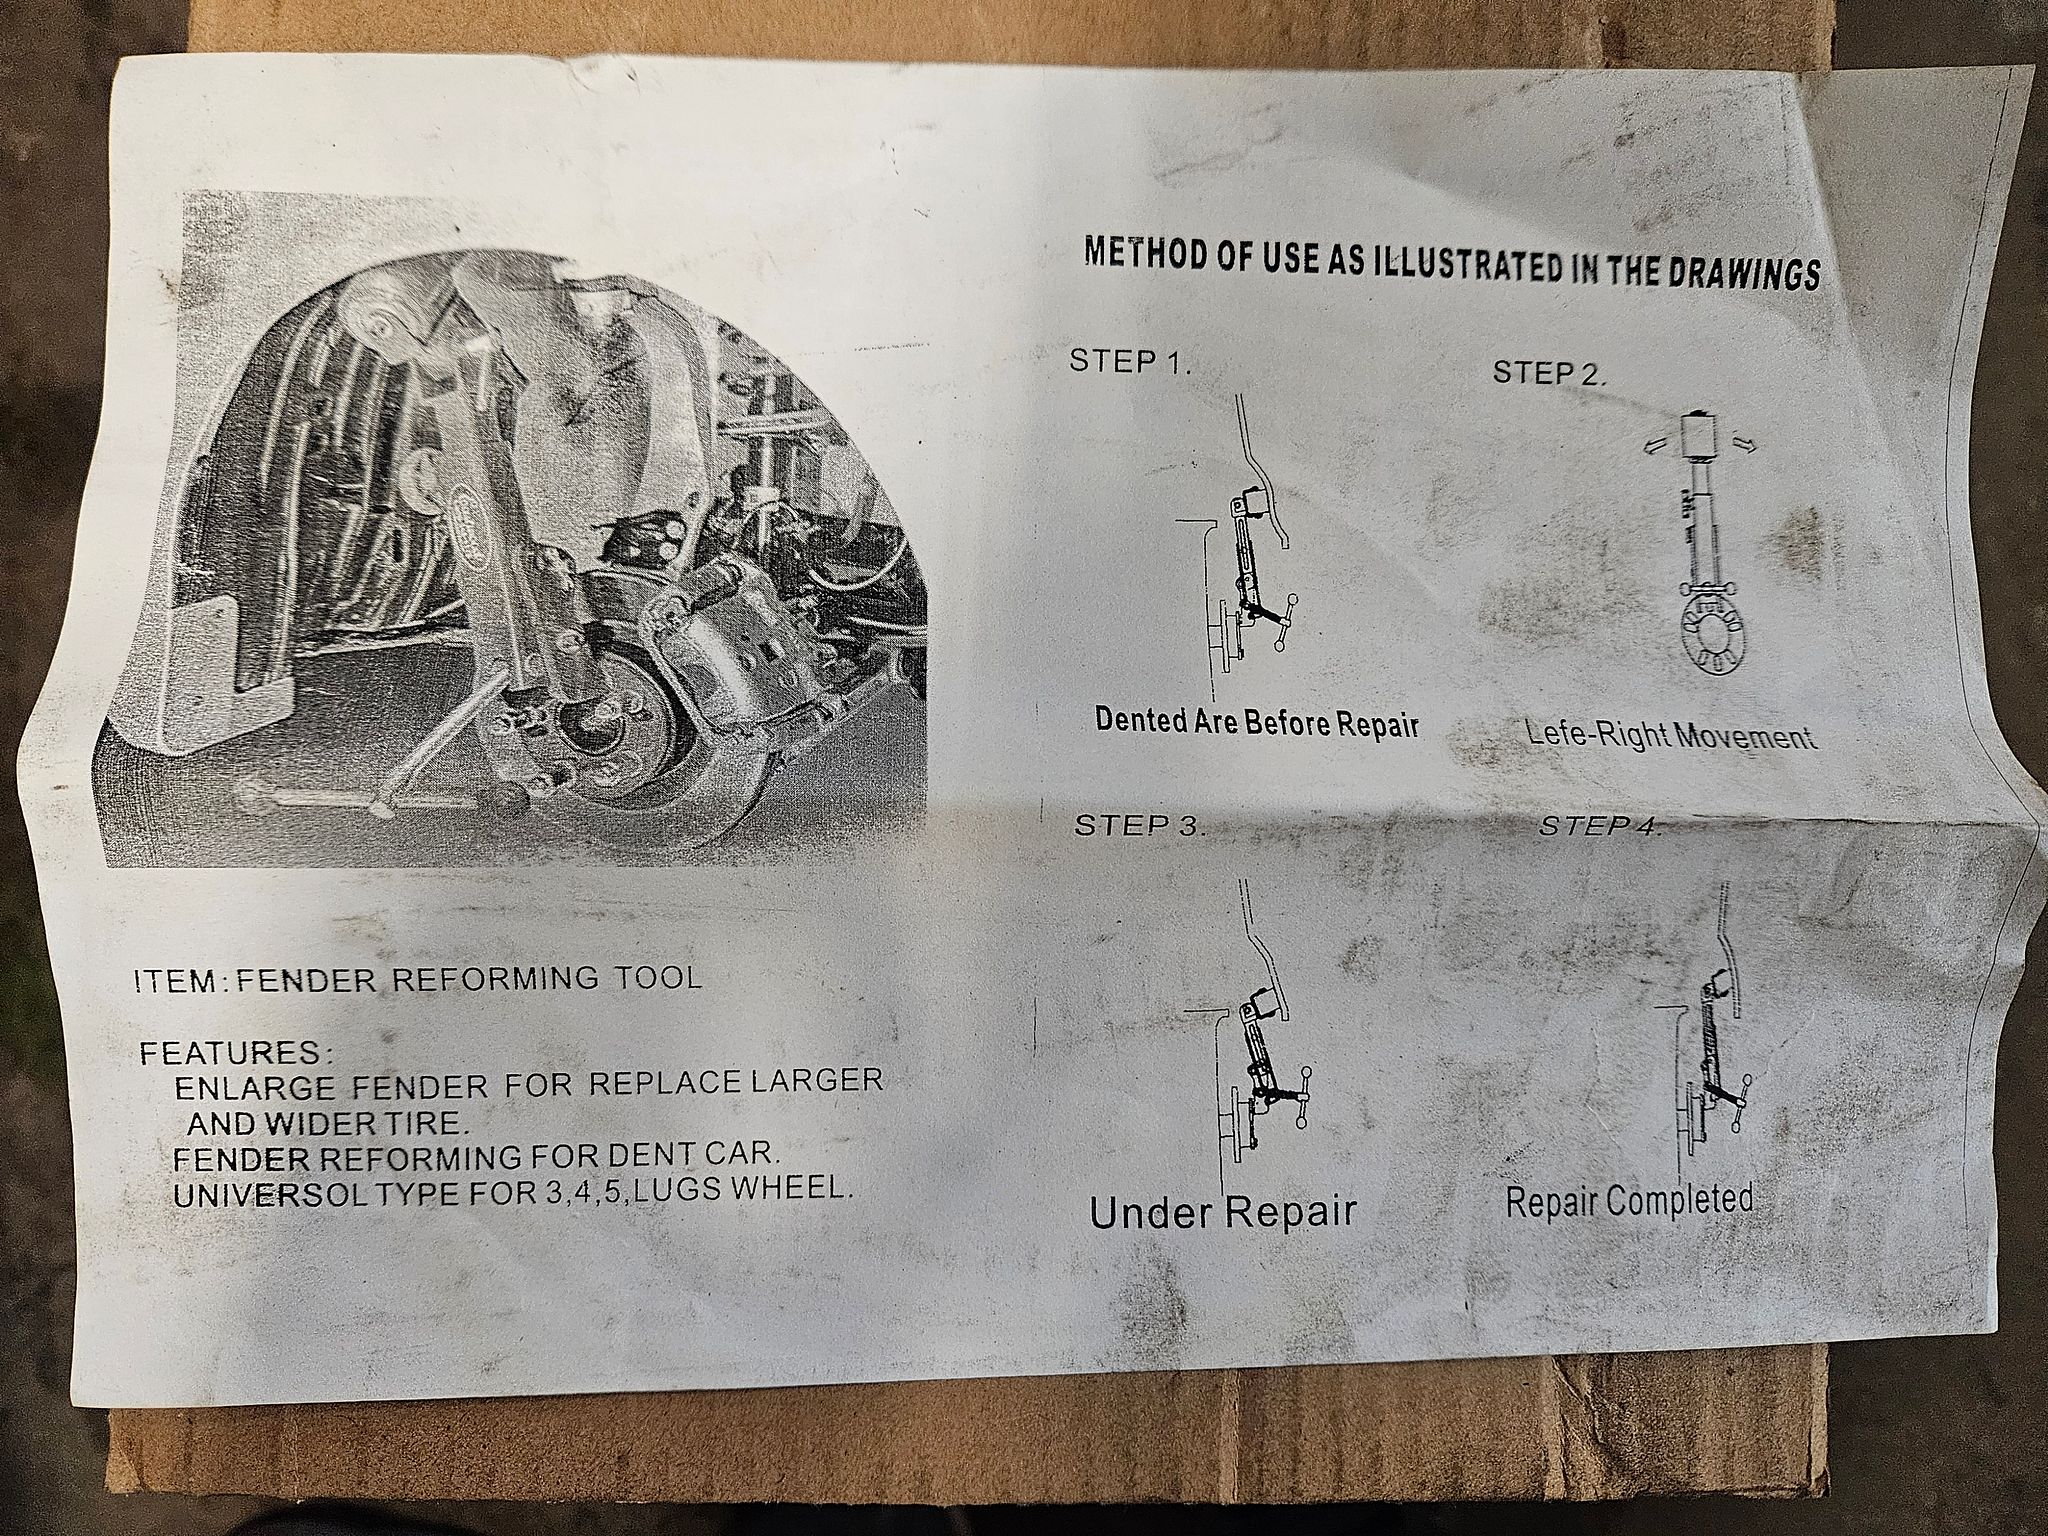 METHOD OF USE AS ILLUSTRATED IN THE DRAWINGS
STEP 1.
STEP 2.
Dented Are Before Repair
Lefe-Right Movement
STEP 3.
STEP 4.
Under Repair
Repair Completed
ITEM: FENDER REFORMING TOOL
FEATURES:
ENLARGE FENDER FOR REPLACE LARGER
AND WIDER TIRE.
FENDER REFORMING FOR DENT CAR.
UNIVERSOL TYPE FOR 3,4,5,LUGS WHEEL.